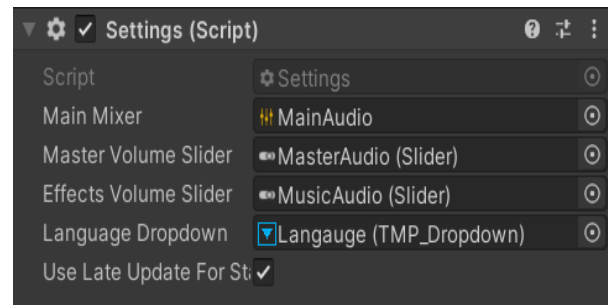 Settings (Script)
Script Settings
Main Mixer MainAudio
Master Volume Slider MasterAudio (Slider)
Effects Volume Slider MusicAudio (Slider)
Language Dropdown Langauge (TMP_Dropdown)
Use Late Update For Sta